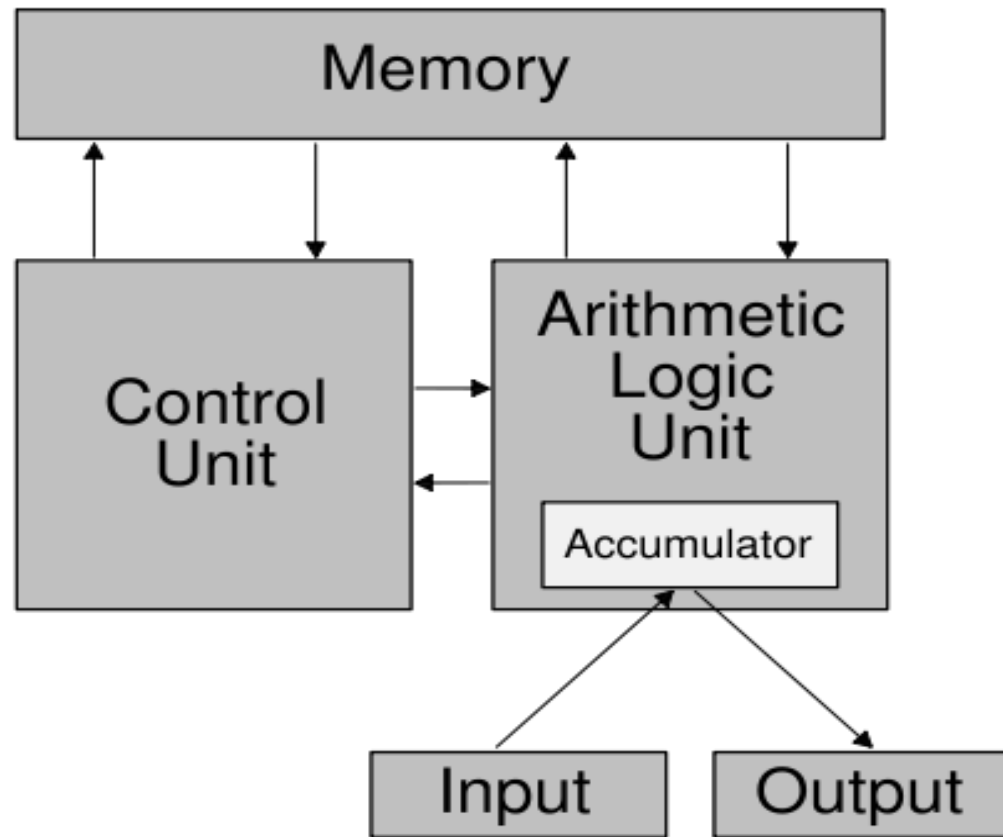 Memory
Control
Unit
Arithmetic
Logic
Unit
Accumulator
Input
Output